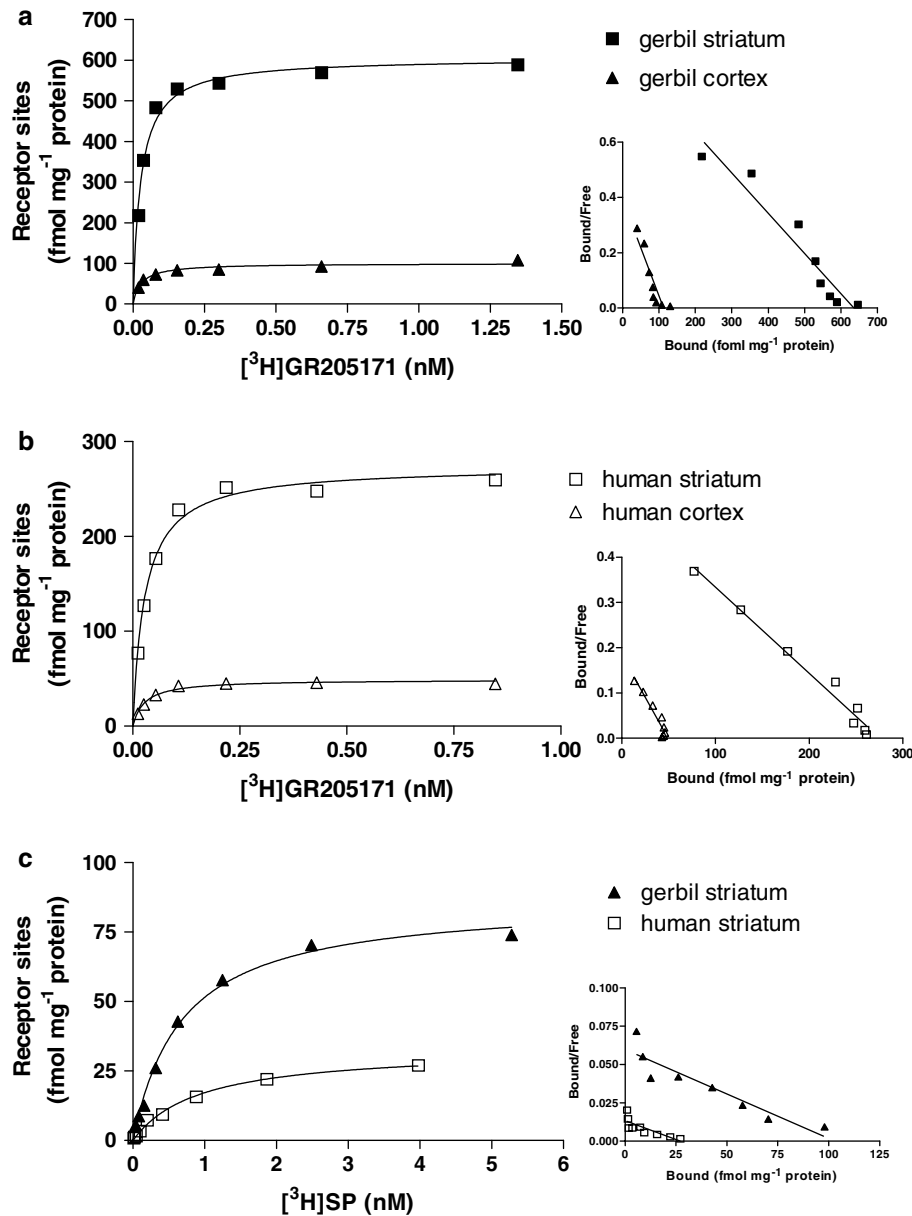 a
Receptor sites
(fmol mg⁻¹ protein)
700
600
500
400
300
200
100
0
0.00 0.25 0.50 0.75 1.00 1.25 1.50
[³H]GR205171 (nM)
gerbil striatum
gerbil cortex
Bound/Free
0.6
0.4
0.2
0.0
0 100 200 300 400 500 600 700
Bound (foml mg⁻¹ protein)
b
Receptor sites
(fmol mg⁻¹ protein)
300
200
100
0
0.00 0.25 0.50 0.75 1.00
[³H]GR205171 (nM)
human striatum
human cortex
Bound/Free
0.4
0.3
0.2
0.1
0.0
0 100 200 300
Bound (fmol mg⁻¹ protein)
c
Receptor sites
(fmol mg⁻¹ protein)
100
75
50
25
0
0 1 2 3 4 5 6
[³H]SP (nM)
gerbil striatum
human striatum
Bound/Free
0.100
0.075
0.050
0.025
0.000
0 25 50 75 100 125
Bound (fmol mg⁻¹ protein)